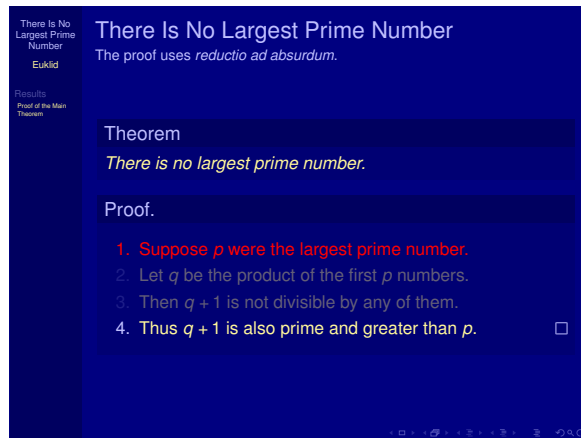 There Is No
Largest Prime
Number
Euklid
Results
Proof of the Main
Theorem
There Is No Largest Prime Number
The proof uses reductio ad absurdum.
Theorem
There is no largest prime number.
Proof.
1. Suppose p were the largest prime number.
2. Let q be the product of the first p numbers.
3. Then q + 1 is not divisible by any of them.
4. Thus q + 1 is also prime and greater than p. □